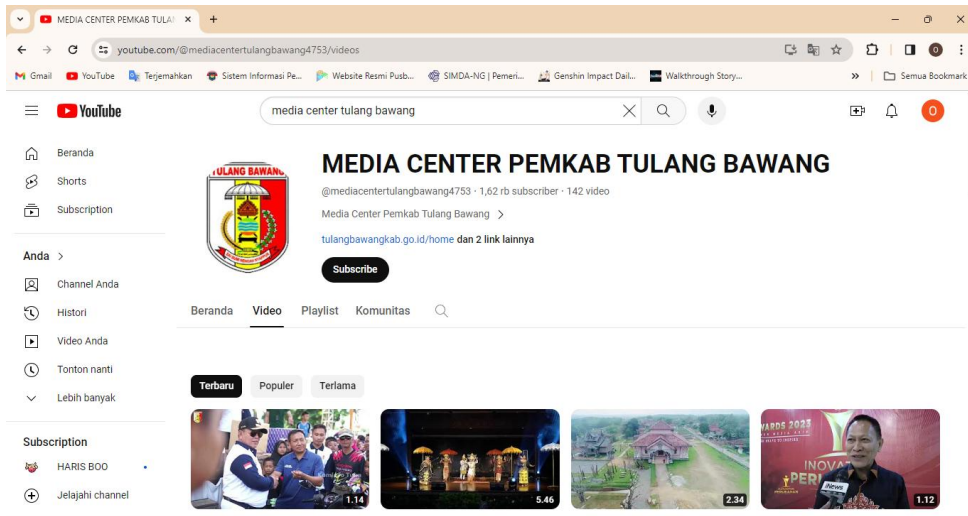 MEDIA CENTER PEMKAB TULA
youtube.com/@mediacentertulangbawang4753/videos
Gmail YouTube Terjemahkan Sistem Informasi Pe... Website Resmi Pusb... SIMDA-NG | Pemeri... Genshin Impact Dail... Walkthrough Story... Semua Bookmark
YouTube
media center tulang bawang
O
Beranda
Shorts
Subscription
Anda
Channel Anda
Histori
Video Anda
Tonton nanti
Lebih banyak
Subscription
HARIS BOO
Jelajahi channel
TULANG BAWANG
MEDIA CENTER PEMKAB TULANG BAWANG
@mediacentertulangbawang4753 · 1,62 rb subscriber · 142 video
Media Center Pemkab Tulang Bawang
tulangbawangkab.go.id/home dan 2 link lainnya
Subscribe
Beranda Video Playlist Komunitas
Terbaru Populer Terlama
1.14
5.46
2.34
1.12
2023
iNews